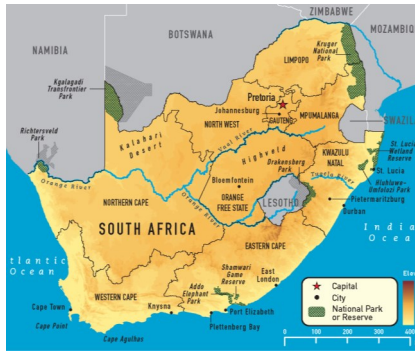 ZIMBABWE
BOTSWANA
MOZAMBIQ
NAMIBIA
Kruger
National
Park
LIMPOPO
Kgalagadi
Transfrontier
Park
Pretoria
Johannesburg
GAUTENG
MPUMALANGA
NORTH WEST
SWAZIL
Richtersveld
Park
Kalahari
Desert
Vaal River
Highveld
KWAZULU
NATAL
St. Lucia
Wetland
Reserve
Drakensberg
Park
St. Lucia
Hluhluwe-
Umfolozi Park
Orange River
Bloemfontein
Tugela River
Pietermaritzburg
ORANGE
FREE STATE
LESOTHO
Durban
NORTHERN CAPE
Orange River
SOUTH AFRICA
India
Ocea
EASTERN CAPE
tlantic
Ocean
Shamwari
Game
Reserve
East
London
WESTERN CAPE
Addo
Elephant
Park
Cape Town
Knysna
Port Elizabeth
Cape Point
Plettenberg Bay
Cape Agulhas
Capital
City
National Park
or Reserve
Elev
0
100
200
300
400